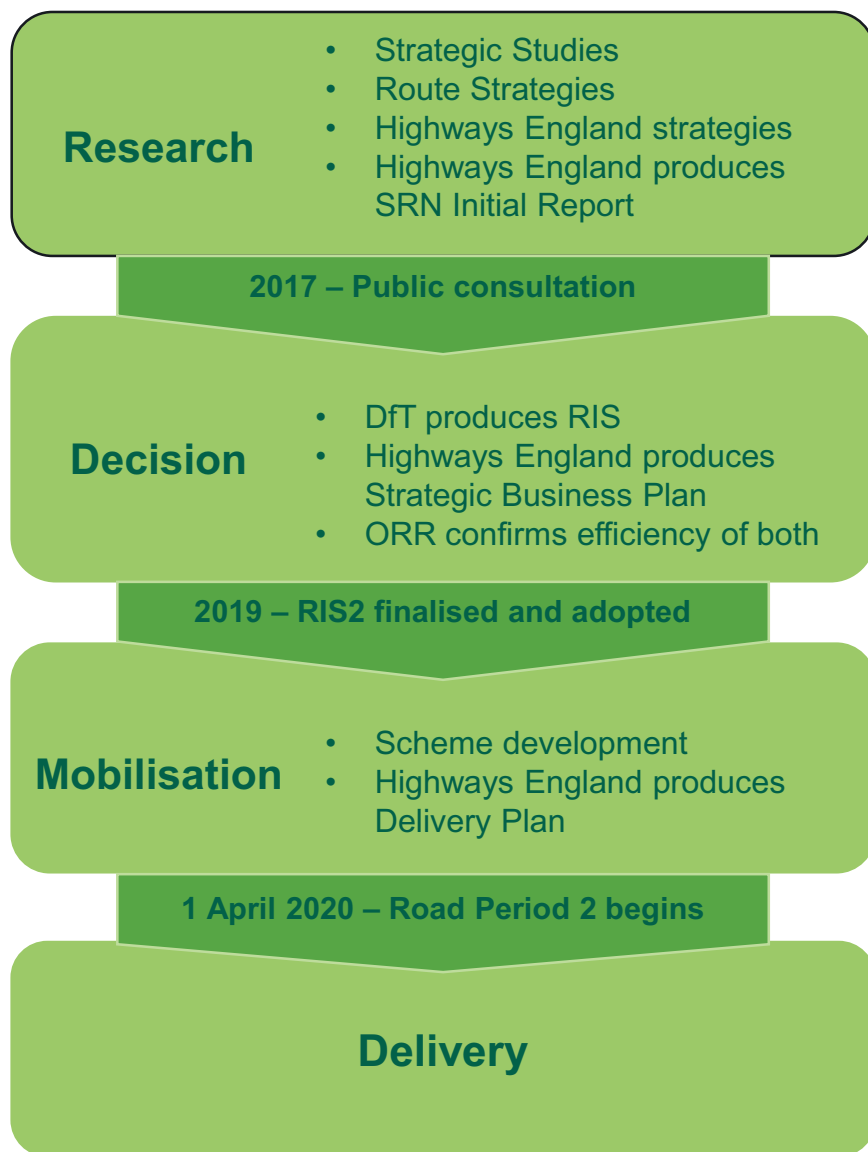 Research
• Strategic Studies
• Route Strategies
• Highways England strategies
• Highways England produces
SRN Initial Report
2017 – Public consultation
Decision
• DfT produces RIS
• Highways England produces
Strategic Business Plan
• ORR confirms efficiency of both
2019 – RIS2 finalised and adopted
Mobilisation
• Scheme development
• Highways England produces
Delivery Plan
1 April 2020 – Road Period 2 begins
Delivery